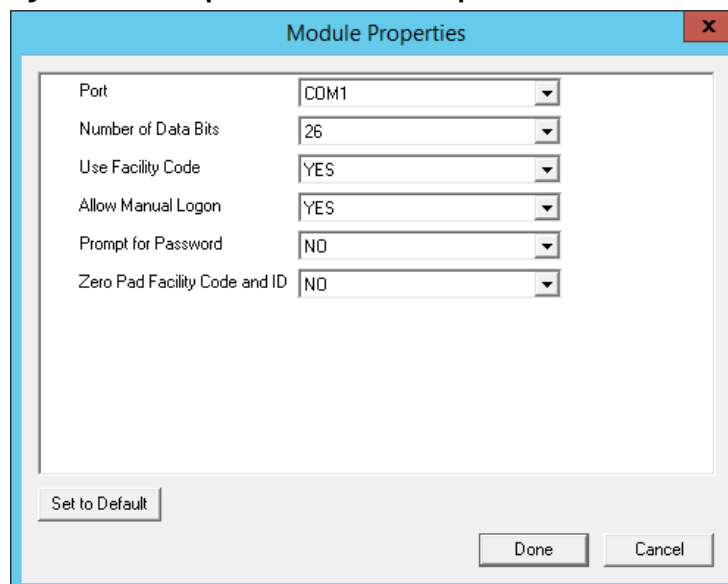 Module Properties
x
Port COM1
Number of Data Bits 26
Use Facility Code YES
Allow Manual Logon YES
Prompt for Password NO
Zero Pad Facility Code and ID NO
Set to Default
Done Cancel